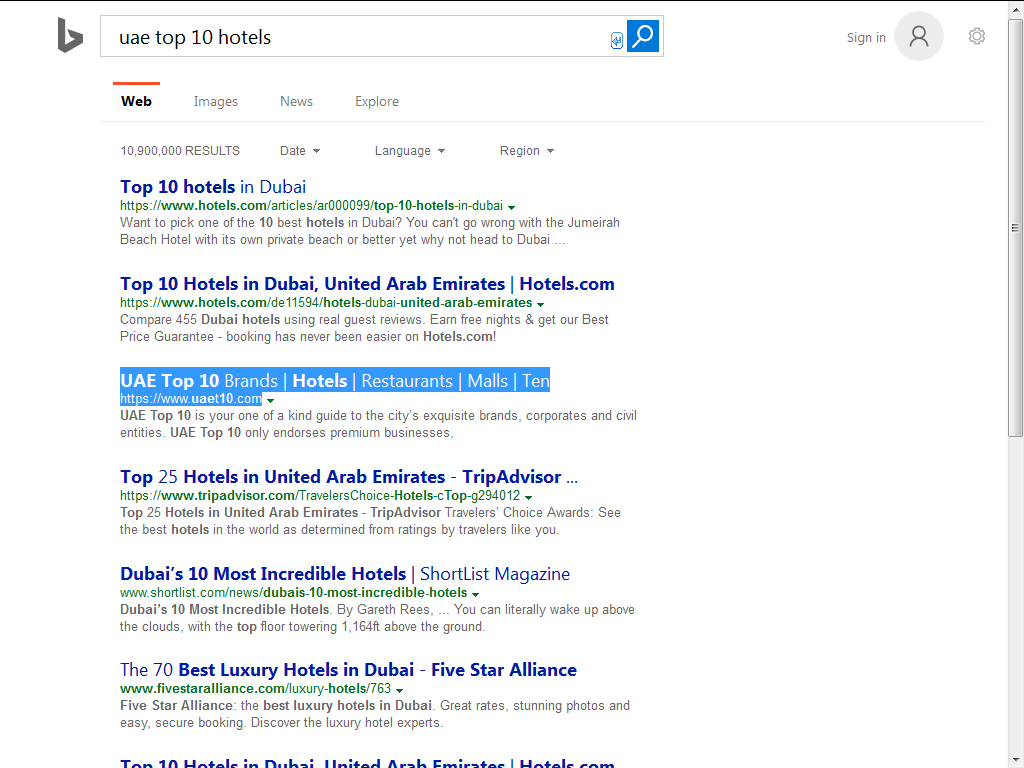 uae top 10 hotels
Sign in
Web Images News Explore
10,900,000 RESULTS Date Language Region
Top 10 hotels in Dubai
https://www.hotels.com/articles/ar000099/top-10-hotels-in-dubai
Want to pick one of the 10 best hotels in Dubai? You can't go wrong with the Jumeirah
Beach Hotel with its own private beach or better yet why not head to Dubai ...
Top 10 Hotels in Dubai, United Arab Emirates | Hotels.com
https://www.hotels.com/de11594/hotels-dubai-united-arab-emirates
Compare 455 Dubai hotels using real guest reviews. Earn free nights & get our Best
Price Guarantee - booking has never been easier on Hotels.com!
UAE Top 10 Brands | Hotels | Restaurants | Malls | Ten
https://www.uaet10.com
UAE Top 10 is your one of a kind guide to the city’s exquisite brands, corporates and civil
entities. UAE Top 10 only endorses premium businesses,
Top 25 Hotels in United Arab Emirates - TripAdvisor ...
https://www.tripadvisor.com/TravelersChoice-Hotels-cTop-g294012
Top 25 Hotels in United Arab Emirates - TripAdvisor Travelers’ Choice Awards: See
the best hotels in the world as determined from ratings by travelers like you.
Dubai’s 10 Most Incredible Hotels | ShortList Magazine
www.shortlist.com/news/dubais-10-most-incredible-hotels
Dubai’s 10 Most Incredible Hotels. By Gareth Rees, ... You can literally wake up above
the clouds, with the top floor towering 1,164ft above the ground.
The 70 Best Luxury Hotels in Dubai - Five Star Alliance
www.fivestaralliance.com/luxury-hotels/763
Five Star Alliance: the best luxury hotels in Dubai. Great rates, stunning photos and
easy, secure booking. Discover the luxury hotel experts.
Top 10 Hotels in Dubai, United Arab Emirates | Hotels.com